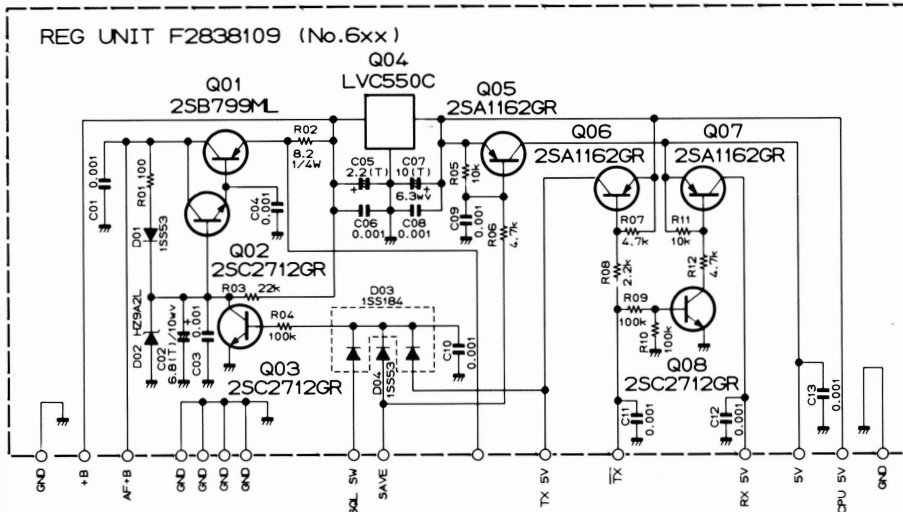 REG UNIT F2838109 (No.6xx)
Q04
LVC550C
Q01
2SB799ML
Q05
2SA1162GR
Q06
2SA1162GR
Q07
2SA1162GR
R02
8.2
1/4W
C05
2.2(T)
C07
10(T)
6.3wv
+
+
C06
0.001
C08
0.001
R05
10k
C09
0.001
R06
4.7k
C01
0.001
R01 100
D01
1SS53
C04
0.001
Q02
2SC2712GR
R03
22k
R04
100k
D02 HZ9A2L
C02
6.8(T)/10wv
+
C03
0.001
Q03
2SC2712GR
D03
1SS184
D04
1SS53
C10
0.001
R07
4.7k
R11
10k
R08
2.2k
R12
4.7k
R09
100k
R10
100k
Q08
2SC2712GR
C11
0.001
C12
0.001
C13
0.001
GND
+B
AF+B
GND
GND
GND
GND
SQL SW
SAVE
TX 5V
TX
RX 5V
5V
CPU 5V
GND